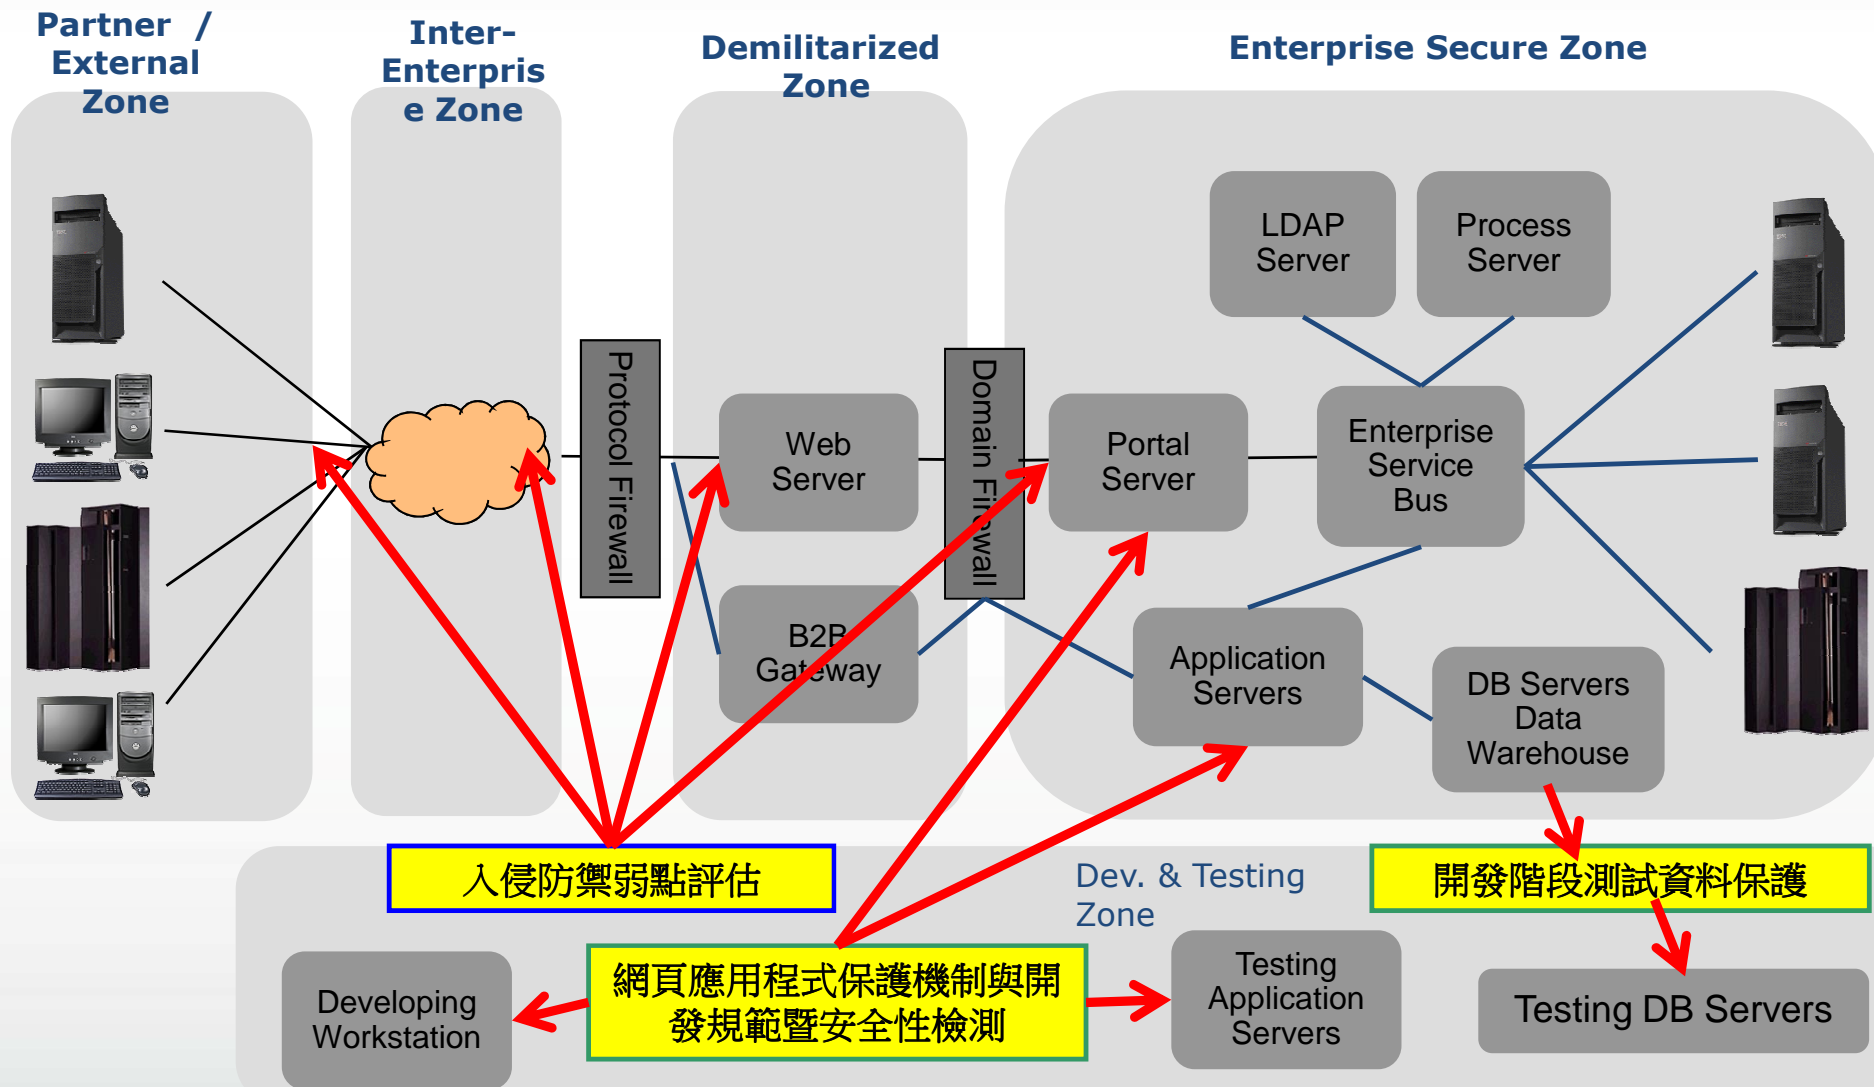 Partner /
External
Zone
Inter-
Enterpris
e Zone
Demilitarized
Zone
Enterprise Secure Zone
LDAP
Server
Process
Server
Protocol Firewall
Web
Server
Domain Firewall
Portal
Server
Enterprise
Service
Bus
B2B
Gateway
Application
Servers
DB Servers
Data
Warehouse
入侵防禦弱點評估
Dev. & Testing
Zone
開發階段測試資料保護
Developing
Workstation
網頁應用程式保護機制與開
發規範暨安全性檢測
Testing
Application
Servers
Testing DB Servers